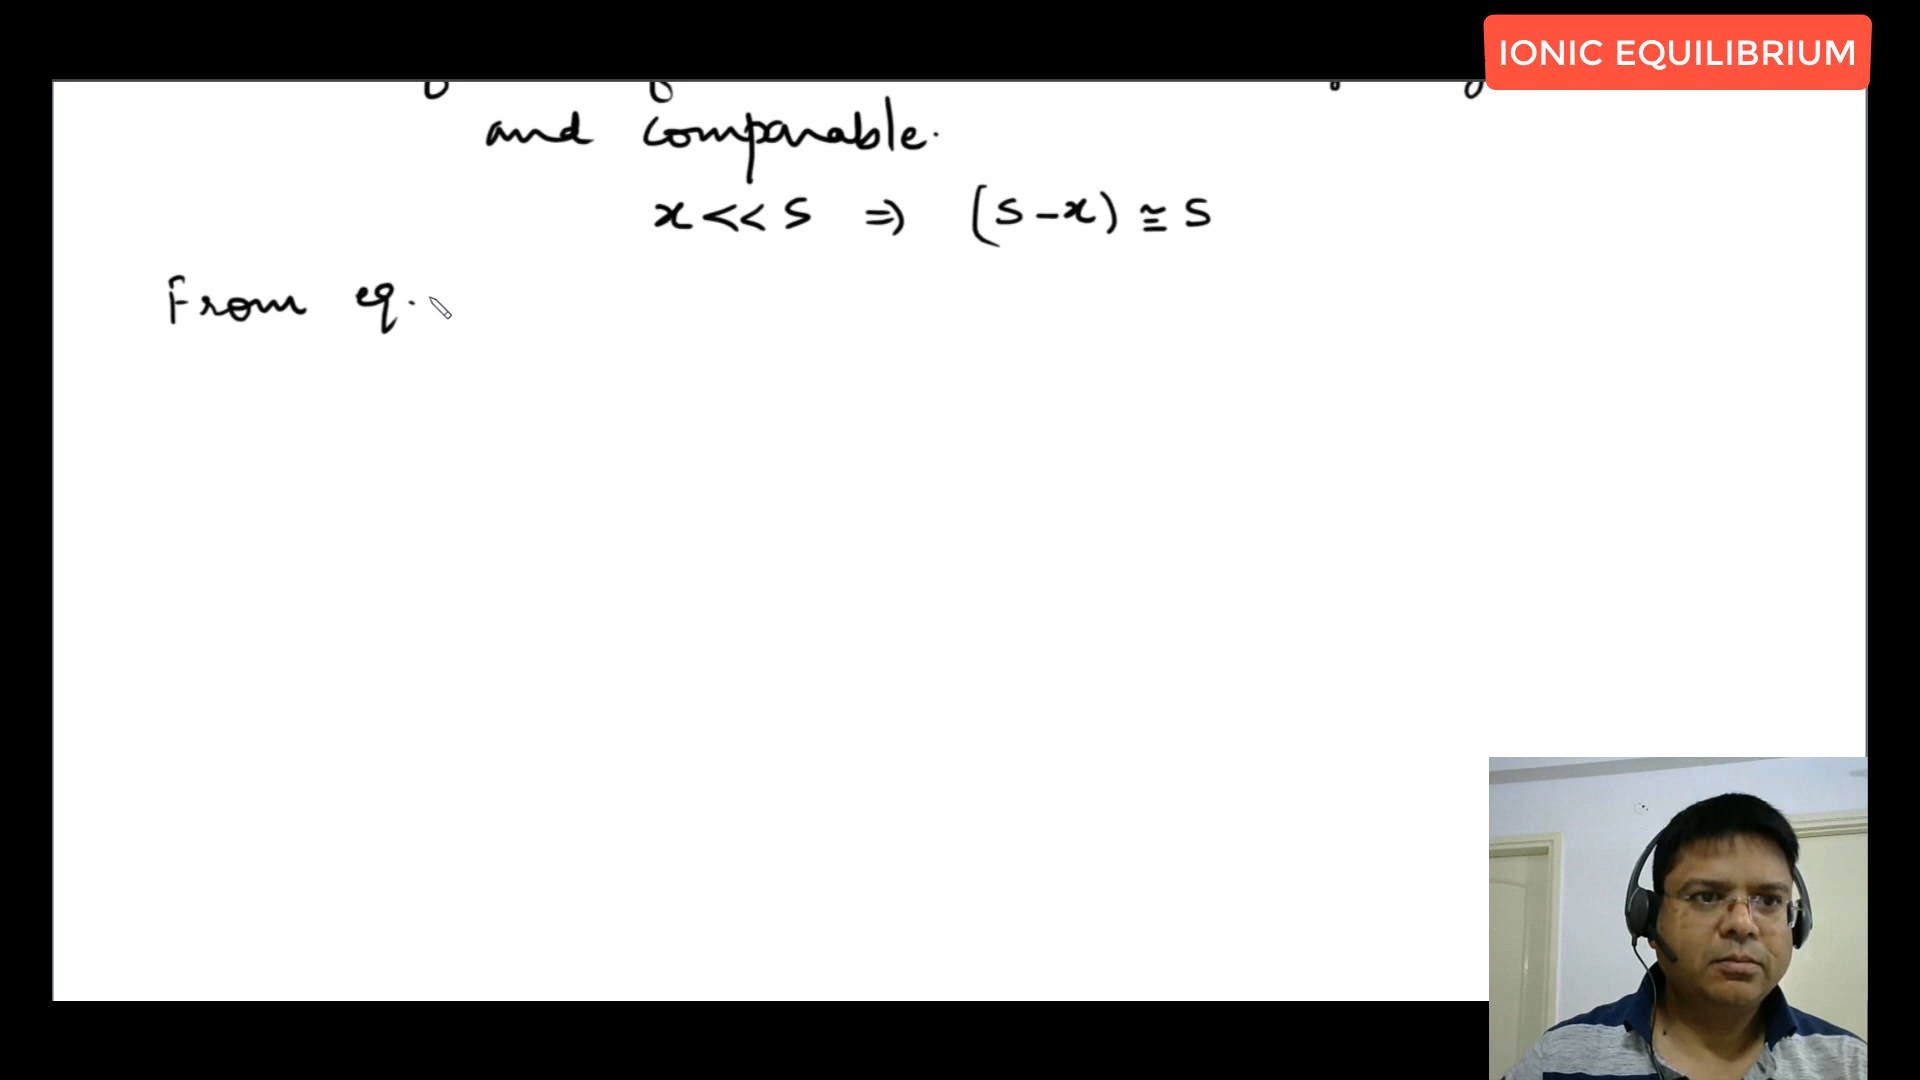 IONIC EQUILIBRIUM
and comparable.
x << s ⇒ (s-x) ≅ s
From eq.